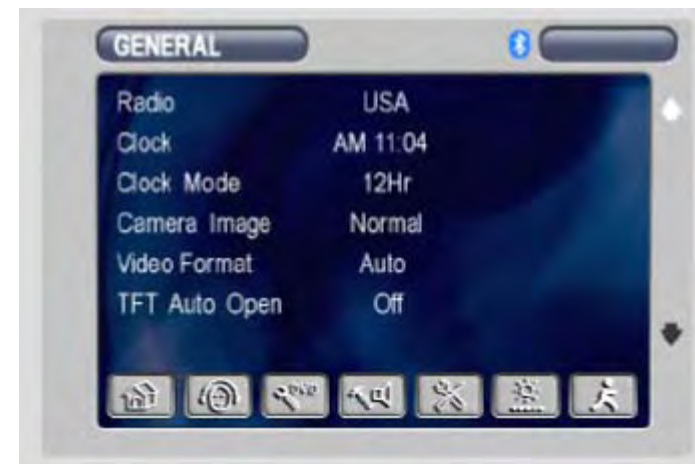 GENERAL
Radio USA
Clock AM 11:04
Clock Mode 12Hr
Camera Image Normal
Video Format Auto
TFT Auto Open Off
DVD